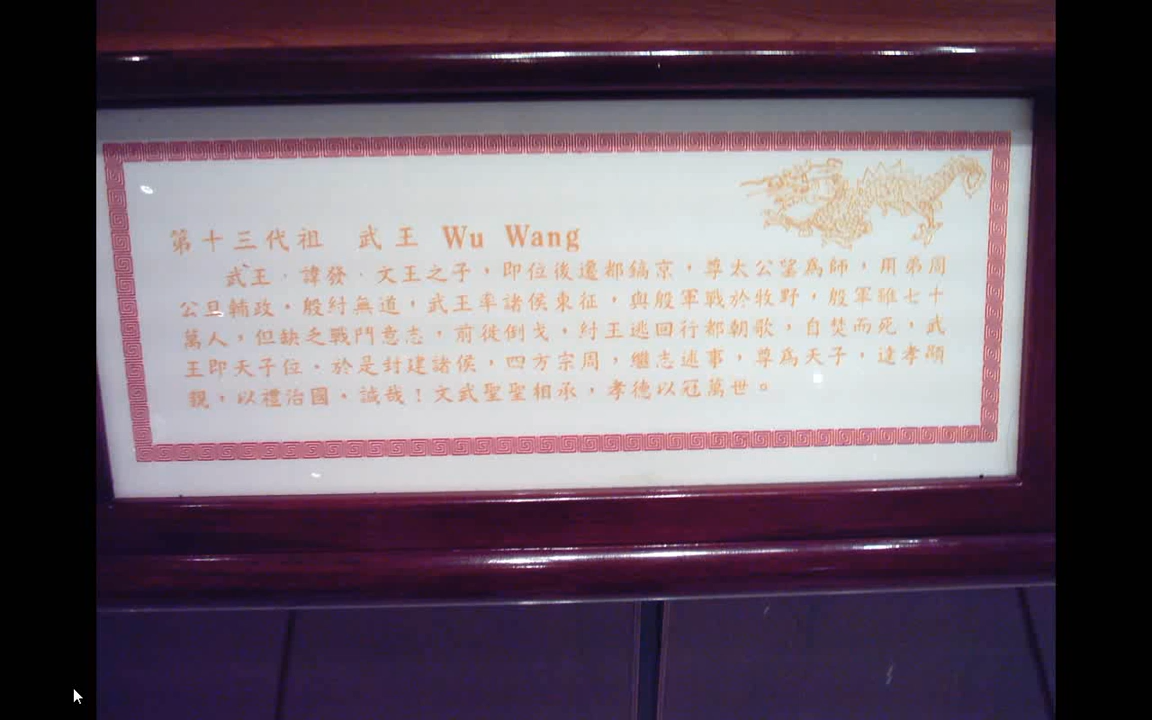 第十三代祖 武王 Wu Wang
武王‧諱發‧文王之子，即位後遷都鎬京，尊太公望為師，用弟周
公旦輔政。殷紂無道，武王率諸侯東征，與殷軍戰於牧野，殷軍雖七十
萬人，但缺乏戰鬥意志，前徒倒戈，紂王逃回行都朝歌，自焚而死，武
王即天子位。於是封建諸侯，四方宗周，繼志述事，尊為天子，達孝顯
親，以禮治國。誠哉！文武聖聖相承，孝德以冠萬世。